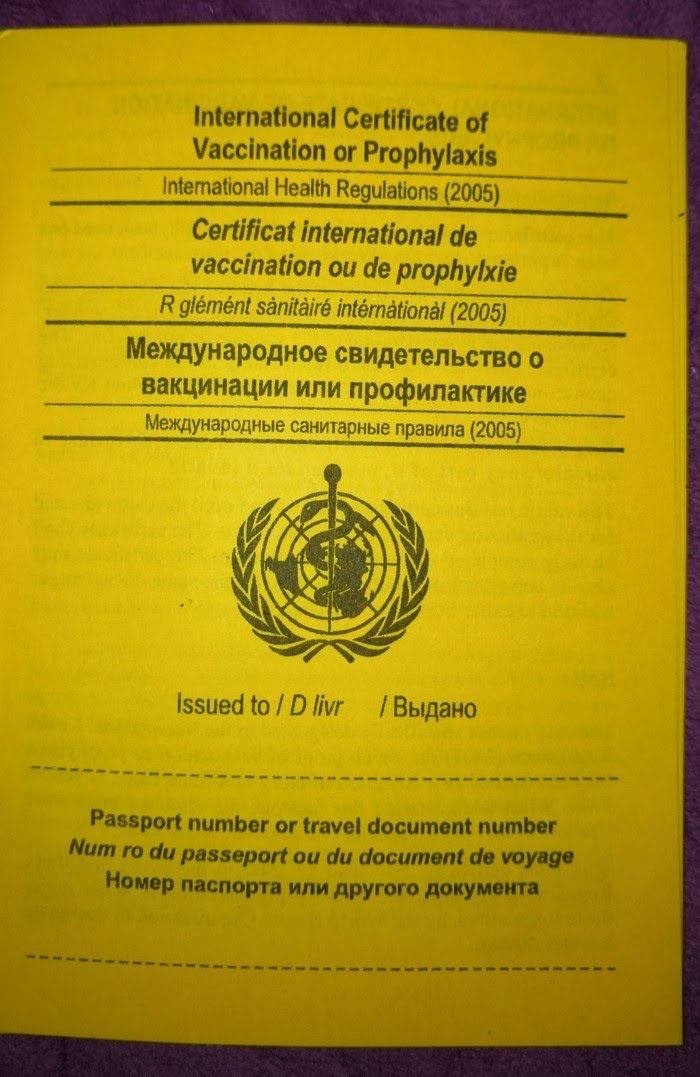 International Certificate of
Vaccination or Prophylaxis
International Health Regulations (2005)
Certificat international de
vaccination ou de prophylxie
R glémént sànitàiré intérnàtionàl (2005)
Международное свидетельство о
вакцинации или профилактике
Международные санитарные правила (2005)
Issued to / D livr / Выдано
Passport number or travel document number
Num ro du passeport ou du document de voyage
Номер паспорта или другого документа